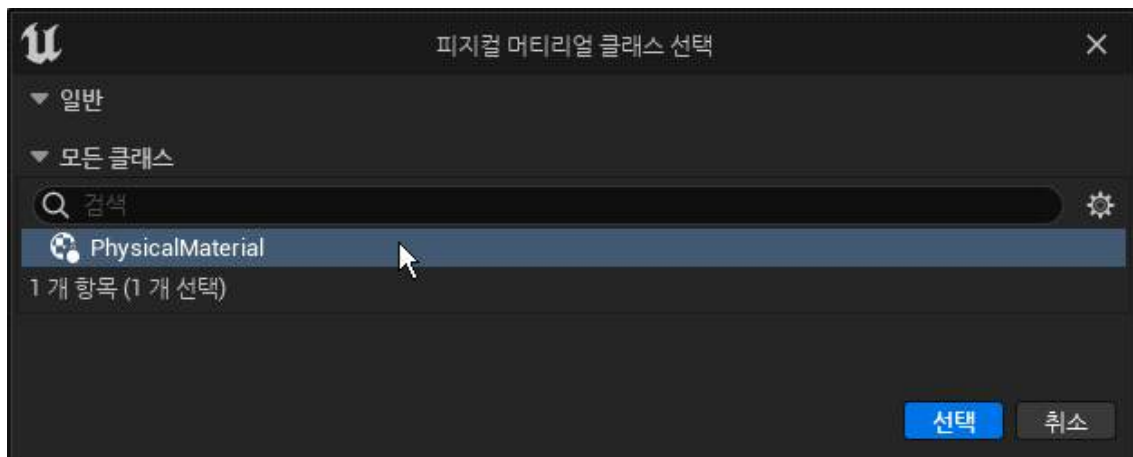 피지컬 머티리얼 클래스 선택
일반
모든 클래스
검색
PhysicalMaterial
1 개 항목 (1 개 선택)
선택 취소